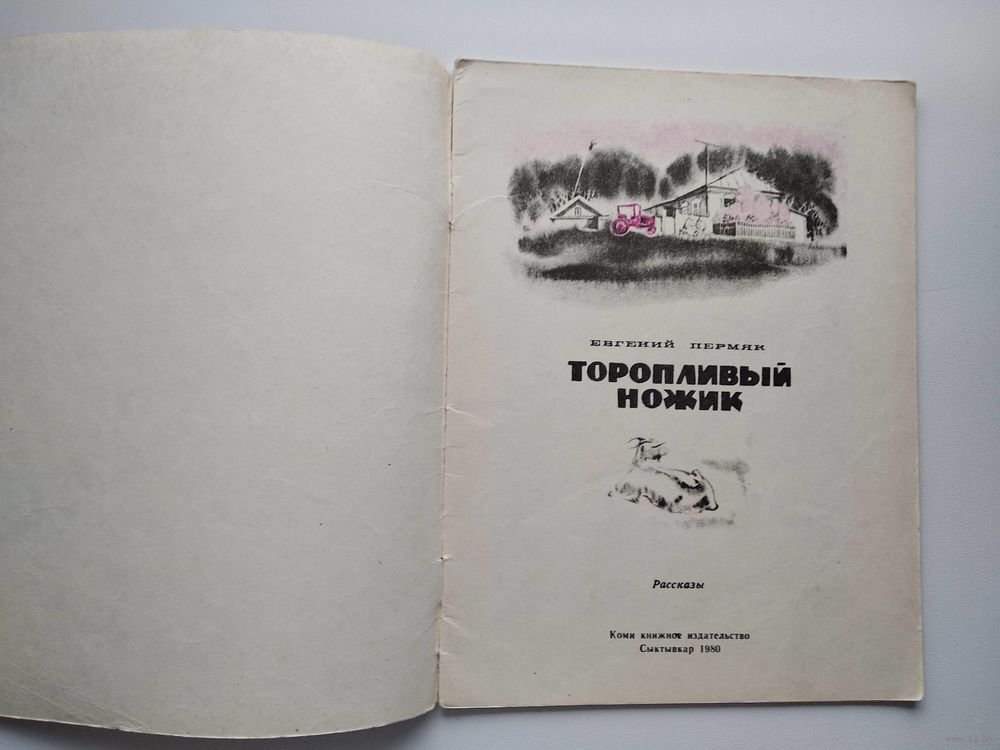 ЕВГЕНИЙ ПЕРМЯК
ТОРОПЛИВЫЙ
НОЖИК
Рассказы
Коми книжное издательство
Сыктывкар 1980